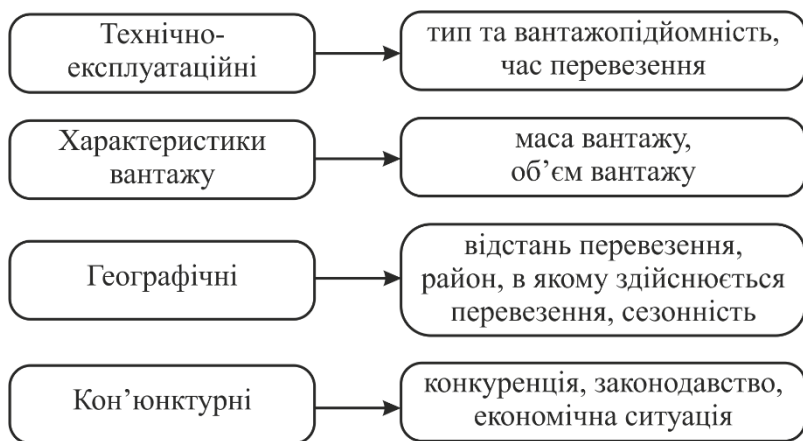 Технічно-
експлуатаційні
тип та вантажопідйомність,
час перевезення
Характеристики
вантажу
маса вантажу,
об’єм вантажу
Географічні
відстань перевезення,
район, в якому здійснюється
перевезення, сезонність
Кон’юнктурні
конкуренція, законодавство,
економічна ситуація